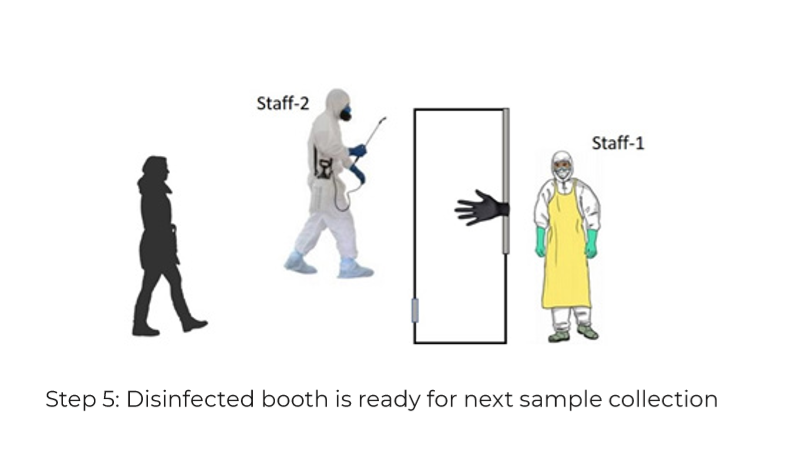 Staff-2
Staff-1
Step 5: Disinfected booth is ready for next sample collection